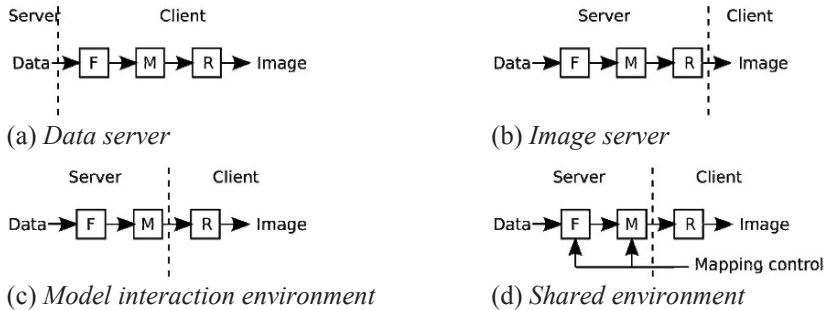 Server Client
Data F M R Image
(a) Data server
Server Client
Data F M R Image
(b) Image server
Server Client
Data F M R Image
(c) Model interaction environment
Server Client
Data F M R Image
Mapping control
(d) Shared environment